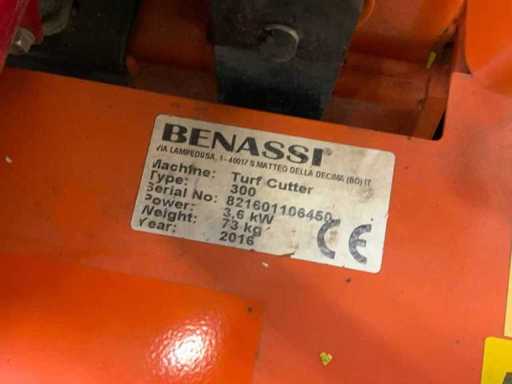 BENASSI
VIA LAMPEDUSA, 1 - 40017 S MATTEO DELLA DECIMA (BO) IT
Machine: Turf Cutter
Type: 300
Serial No: 821601106450
Power: 3,6 kW
Weight: 73 kg
Year: 2016
CE